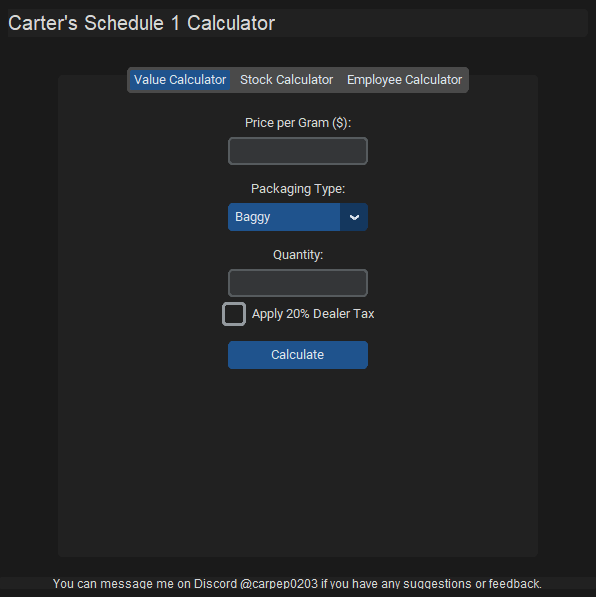 Carter's Schedule 1 Calculator
Value Calculator Stock Calculator Employee Calculator
Price per Gram ($):
Packaging Type:
Baggy
Quantity:
Apply 20% Dealer Tax
Calculate
You can message me on Discord @carpep0203 if you have any suggestions or feedback.